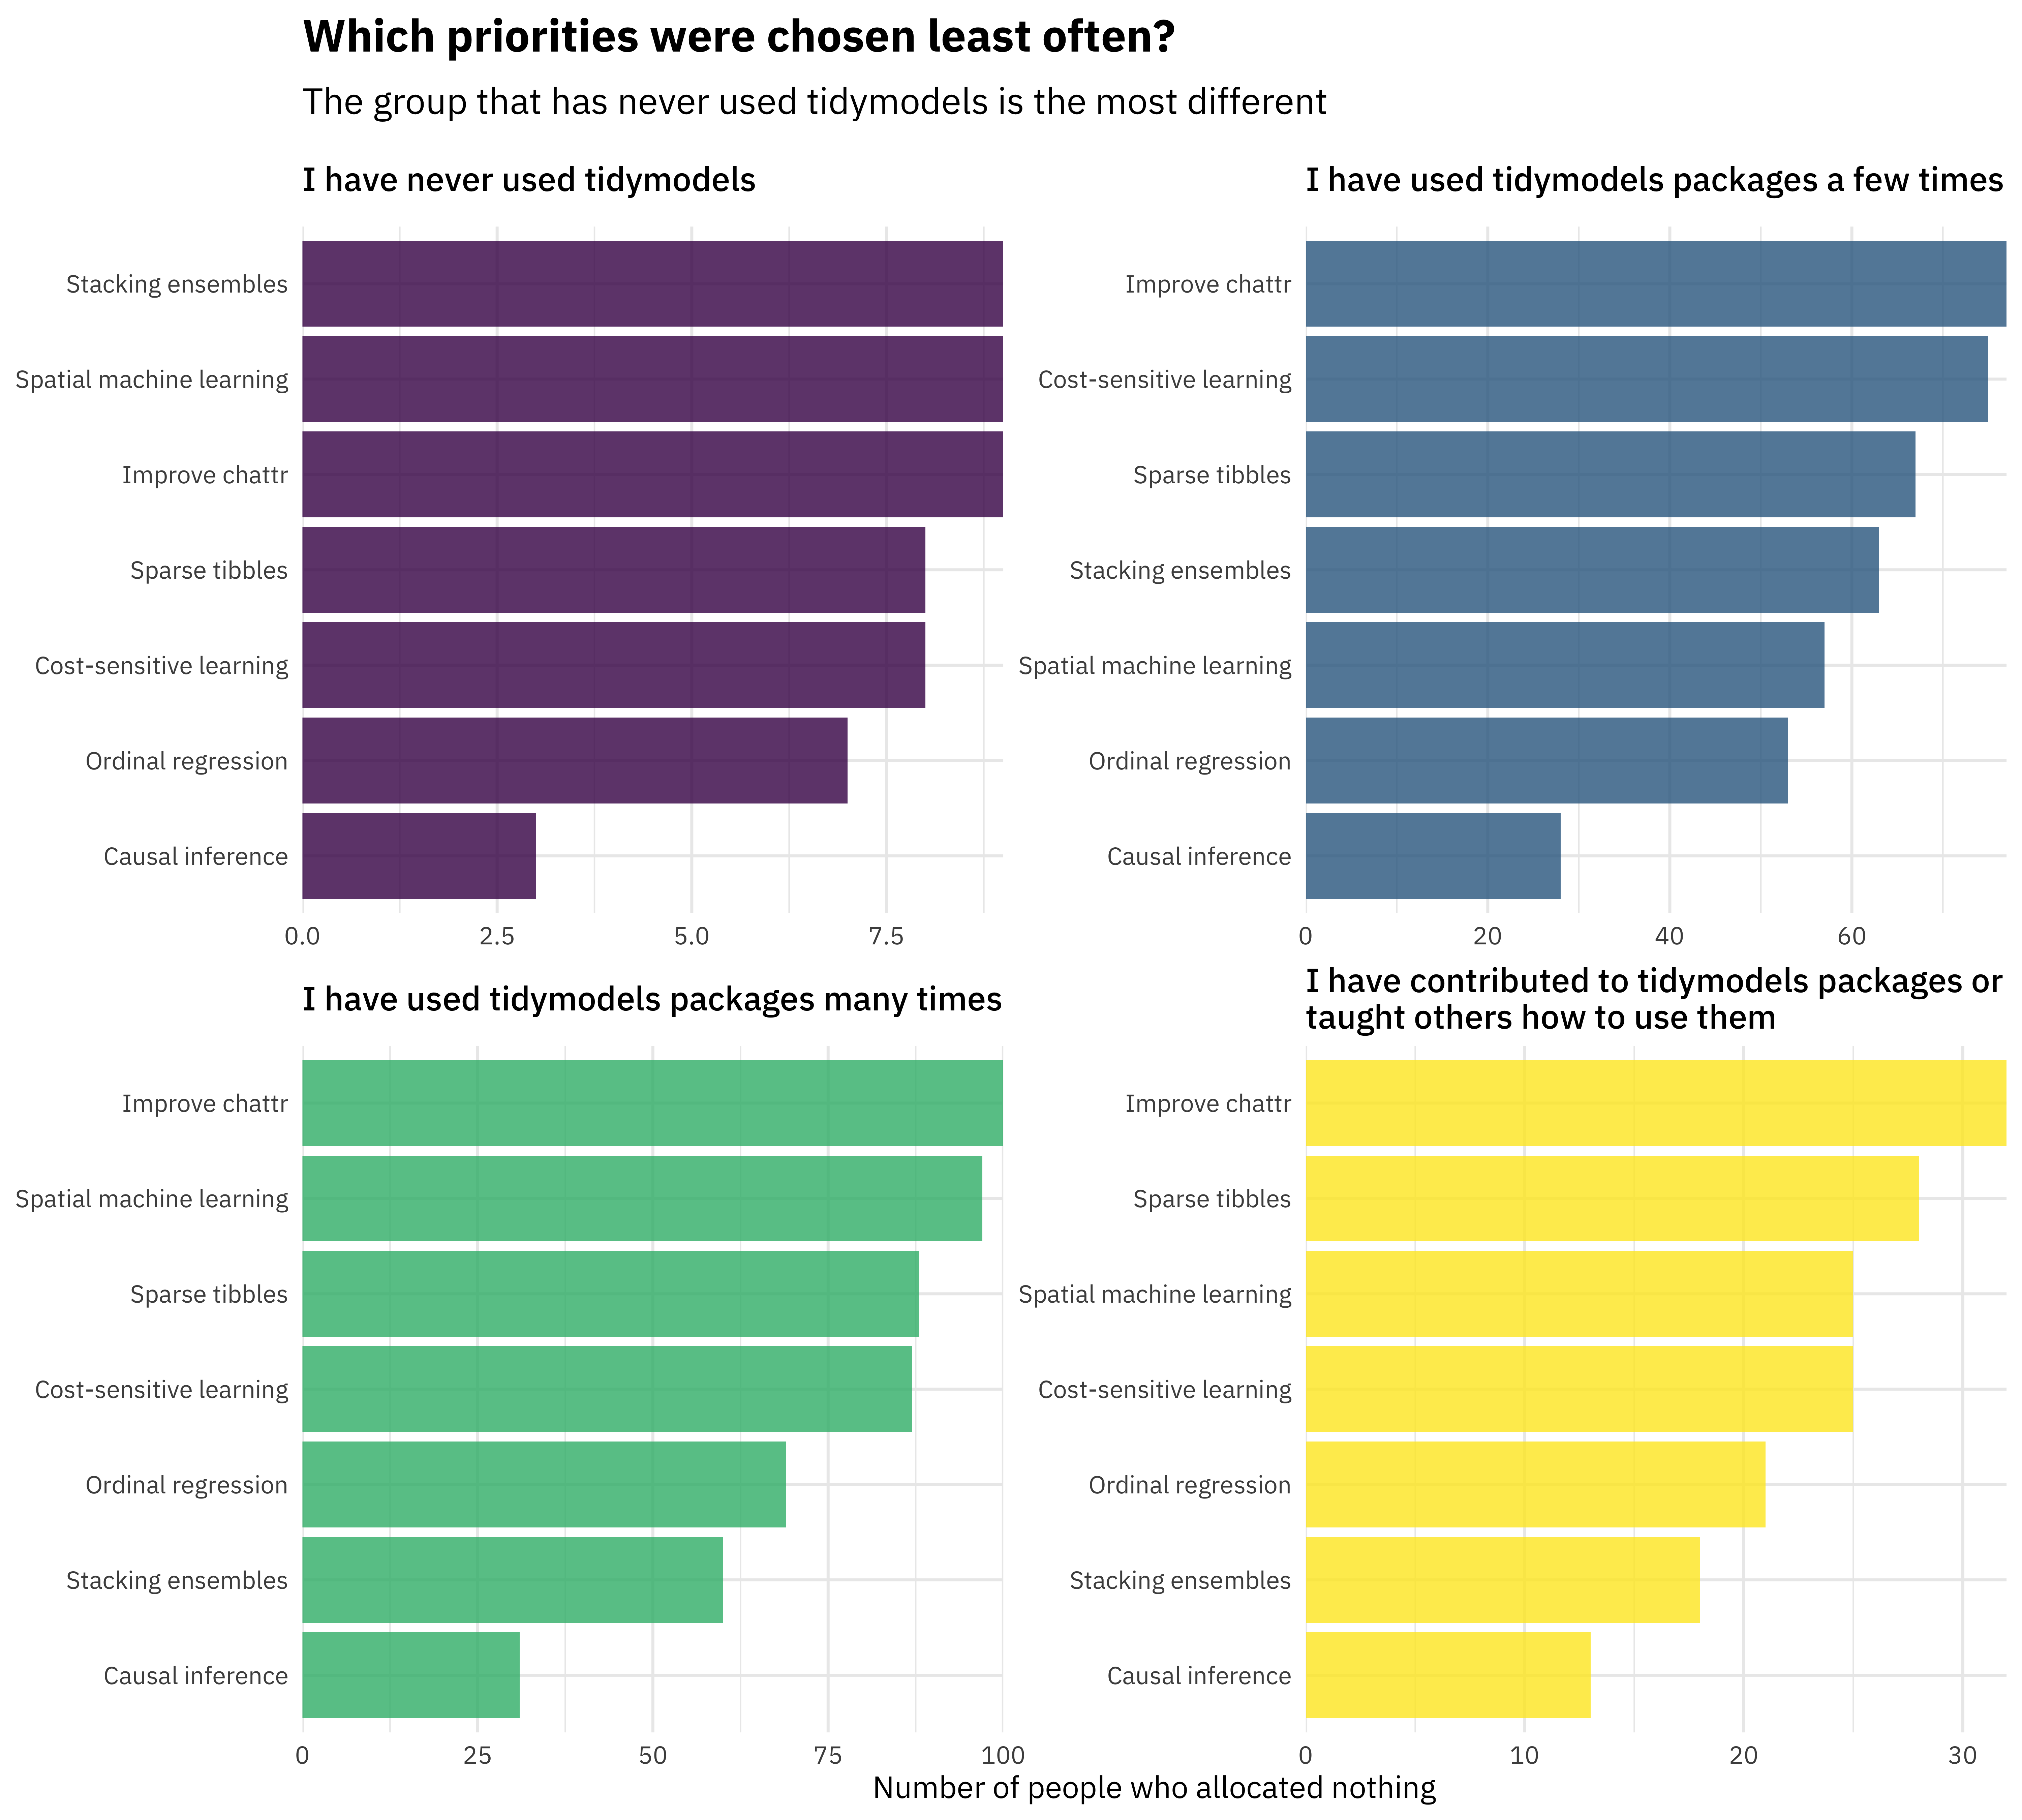 Which priorities were chosen least often?
The group that has never used tidymodels is the most different
I have never used tidymodels
Stacking ensembles
Spatial machine learning
Improve chattr
Sparse tibbles
Cost-sensitive learning
Ordinal regression
Causal inference
0.0 2.5 5.0 7.5
I have used tidymodels packages a few times
Improve chattr
Cost-sensitive learning
Sparse tibbles
Stacking ensembles
Spatial machine learning
Ordinal regression
Causal inference
0 20 40 60
I have used tidymodels packages many times
Improve chattr
Spatial machine learning
Sparse tibbles
Cost-sensitive learning
Ordinal regression
Stacking ensembles
Causal inference
0 25 50 75 100
I have contributed to tidymodels packages or
taught others how to use them
Improve chattr
Sparse tibbles
Spatial machine learning
Cost-sensitive learning
Ordinal regression
Stacking ensembles
Causal inference
0 10 20 30
Number of people who allocated nothing